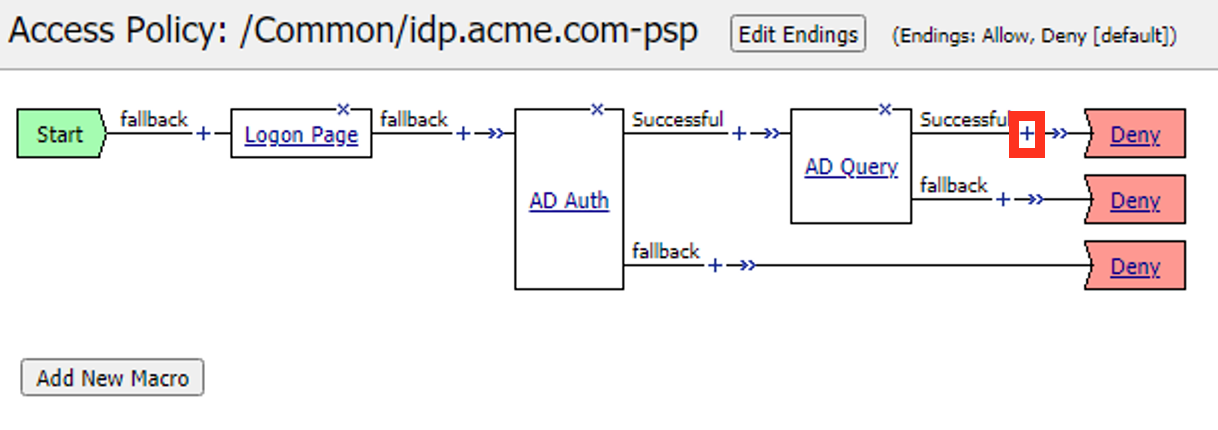 Access Policy: /Common/idp.acme.com-psp Edit Endings (Endings: Allow, Deny [default])
Start fallback + Logon Page fallback + AD Auth Successful + AD Query Successful + Deny
fallback + Deny
fallback + Deny
Add New Macro